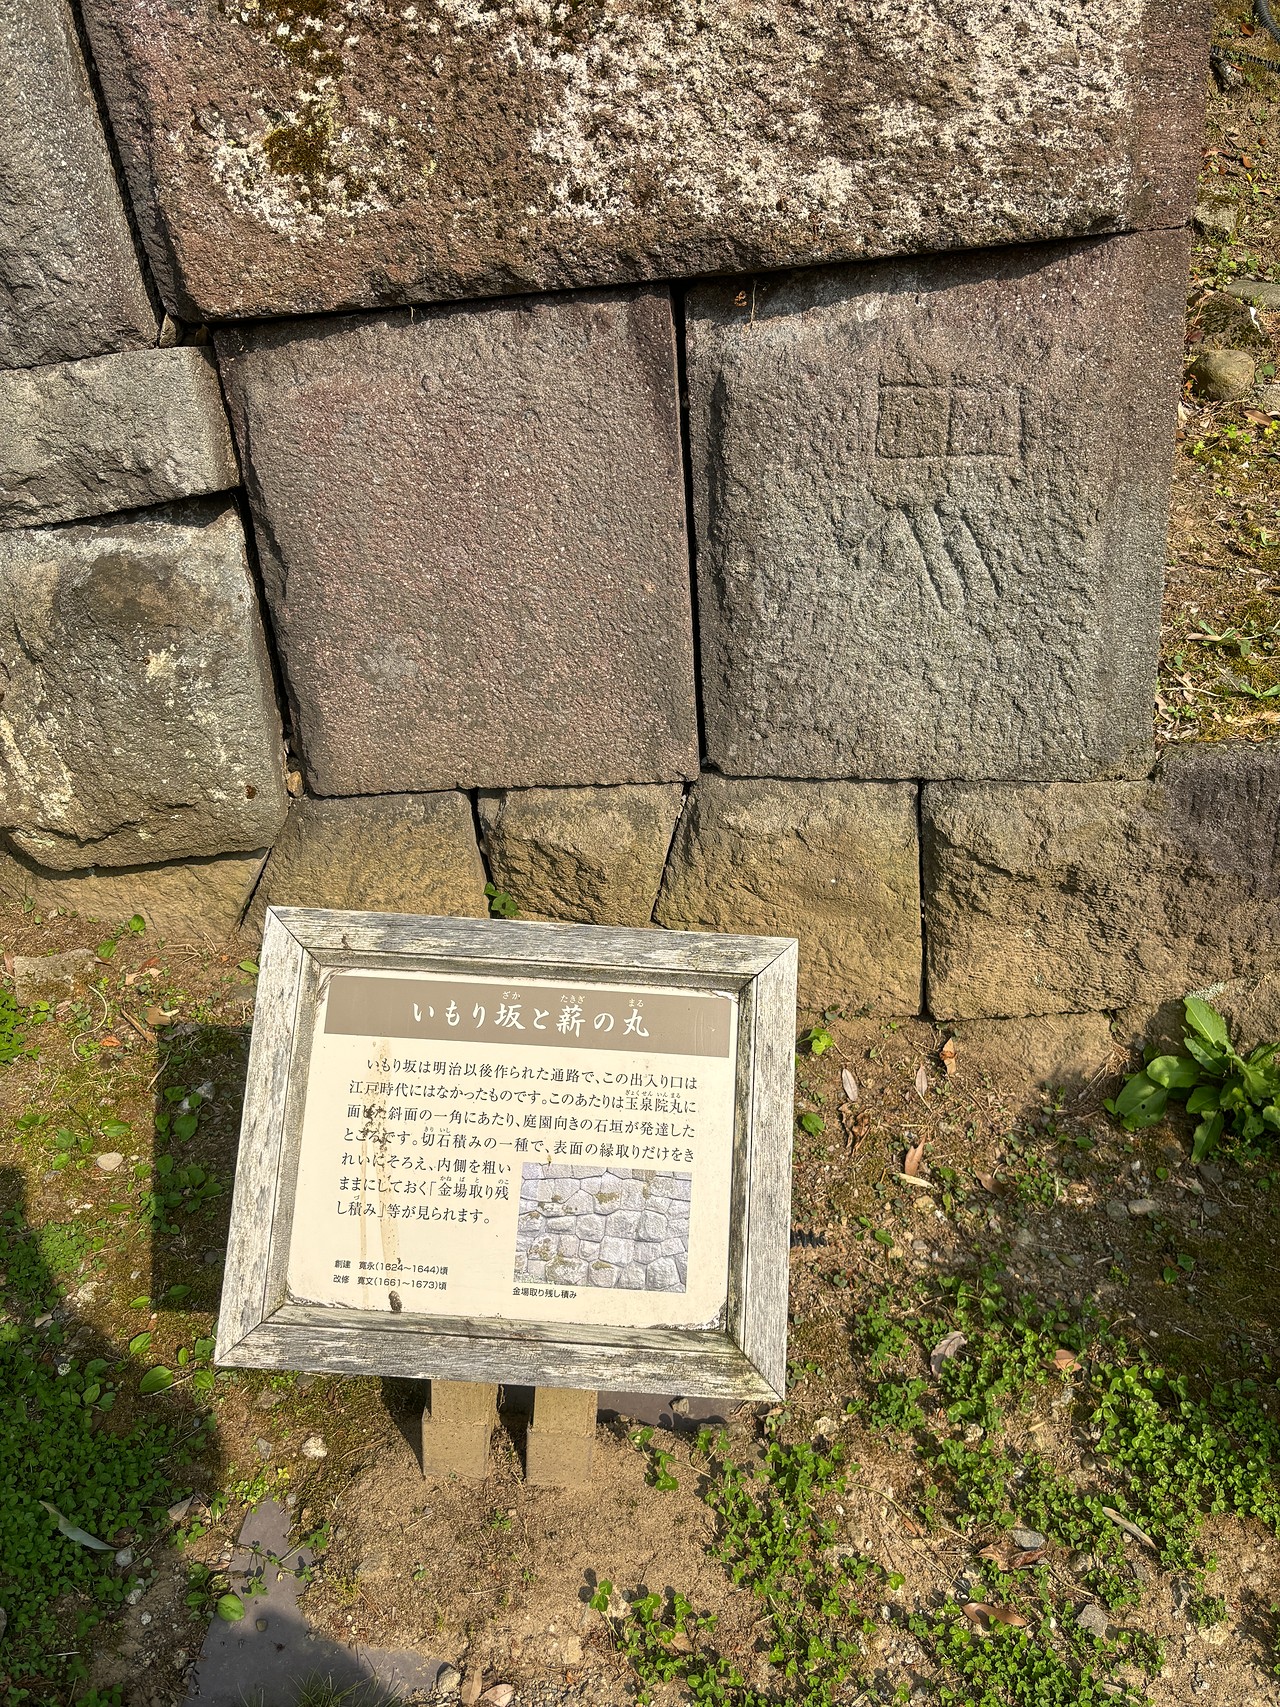 いもり坂と薪の丸
いもり坂は明治以後作られた通路で、この出入り口は
江戸時代にはなかったものです。このあたりは玉泉院丸に
面した斜面の一角にあたり、庭園向きの石垣が発達した
ところです。切石積みの一種で、表面の縁取りだけをき
れいにそろえ、内側を粗い
ままにしておく「金場取り残
し積み」等が見られます。
創建　寛永(1624〜1644)頃
改修　寛文(1661〜1673)頃
金場取り残し積み